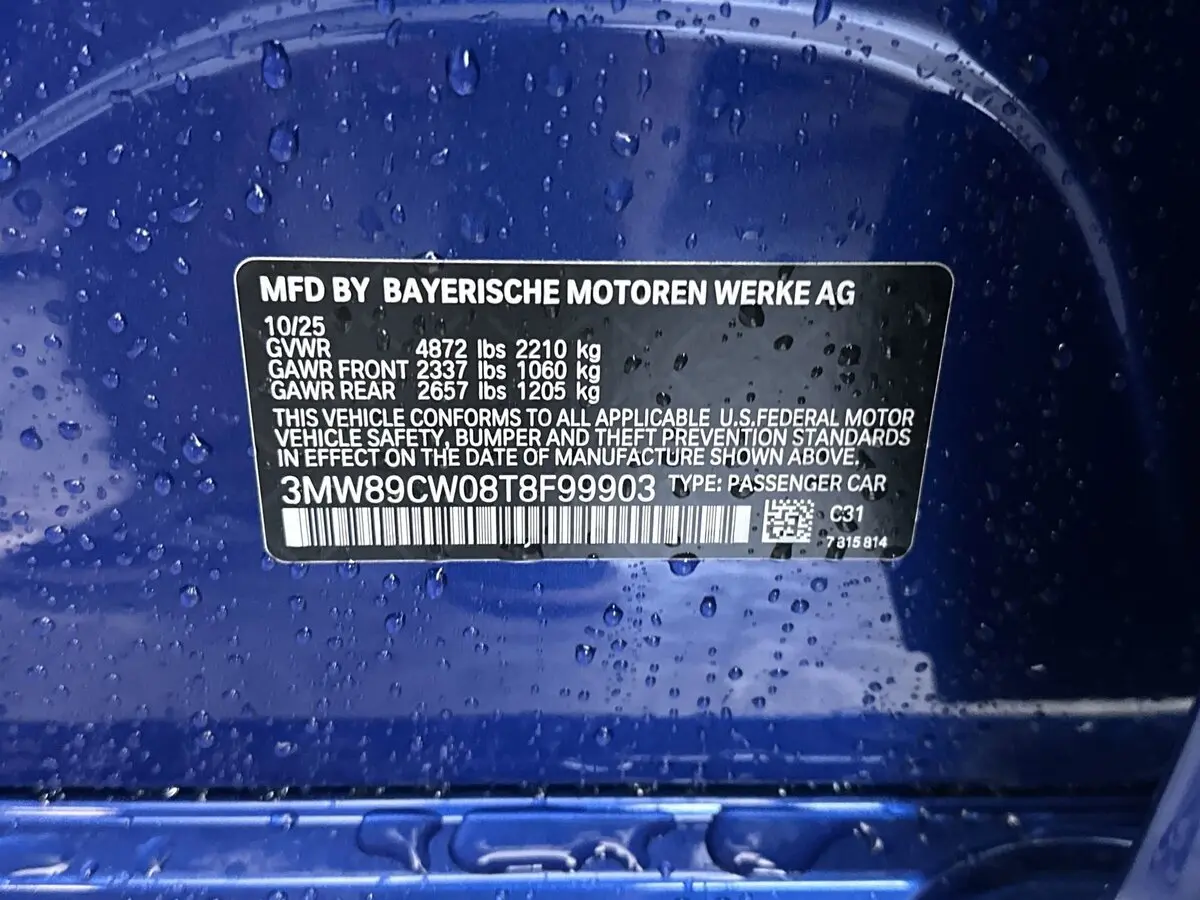 MFD BY BAYERISCHE MOTOREN WERKE AG
10/25
GVWR 4872 lbs 2210 kg
GAWR FRONT 2337 lbs 1060 kg
GAWR REAR 2657 lbs 1205 kg
THIS VEHICLE CONFORMS TO ALL APPLICABLE U.S.FEDERAL MOTOR
VEHICLE SAFETY, BUMPER AND THEFT PREVENTION STANDARDS
IN EFFECT ON THE DATE OF MANUFACTURE SHOWN ABOVE.
3MW89CW08T8F99903 TYPE: PASSENGER CAR
C31
7 815 814